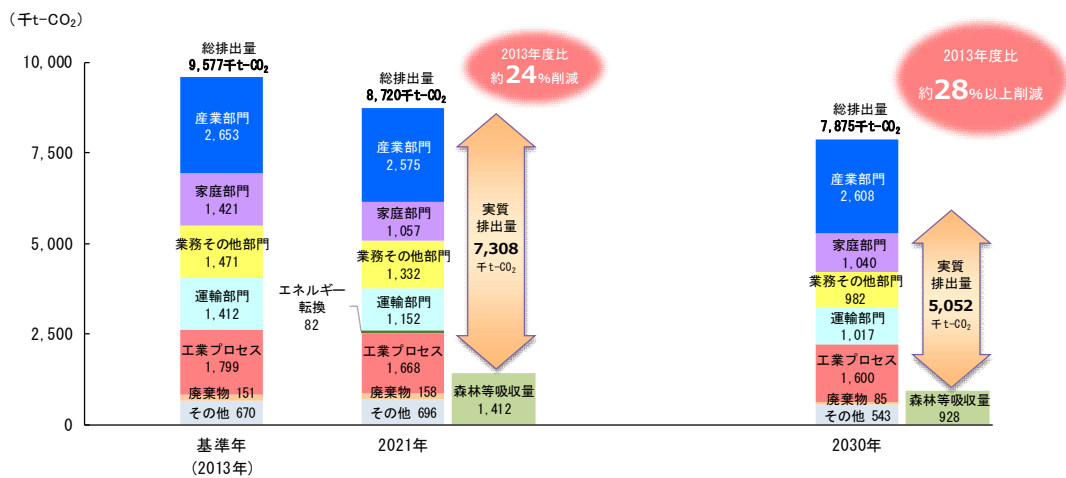 (千t-CO₂)
10,000
7,500
5,000
2,500
0
総排出量
9,577千t-CO₂
産業部門
2,653
家庭部門
1,421
業務その他部門
1,471
運輸部門
1,412
工業プロセス
1,799
廃棄物 151
その他 670
基準年
(2013年)
総排出量
8,720千t-CO₂
産業部門
2,575
家庭部門
1,057
業務その他部門
1,332
運輸部門
1,152
エネルギー
転換
82
工業プロセス
1,668
廃棄物 158
その他 696
2021年
2013年度比
約24%削減
実質
排出量
7,308
千t-CO₂
森林等吸収量
1,412
総排出量
7,875千t-CO₂
産業部門
2,608
家庭部門
1,040
業務その他部門
982
運輸部門
1,017
工業プロセス
1,600
廃棄物 85
その他 543
2030年
2013年度比
約28%以上削減
実質
排出量
5,052
千t-CO₂
森林等吸収量
928